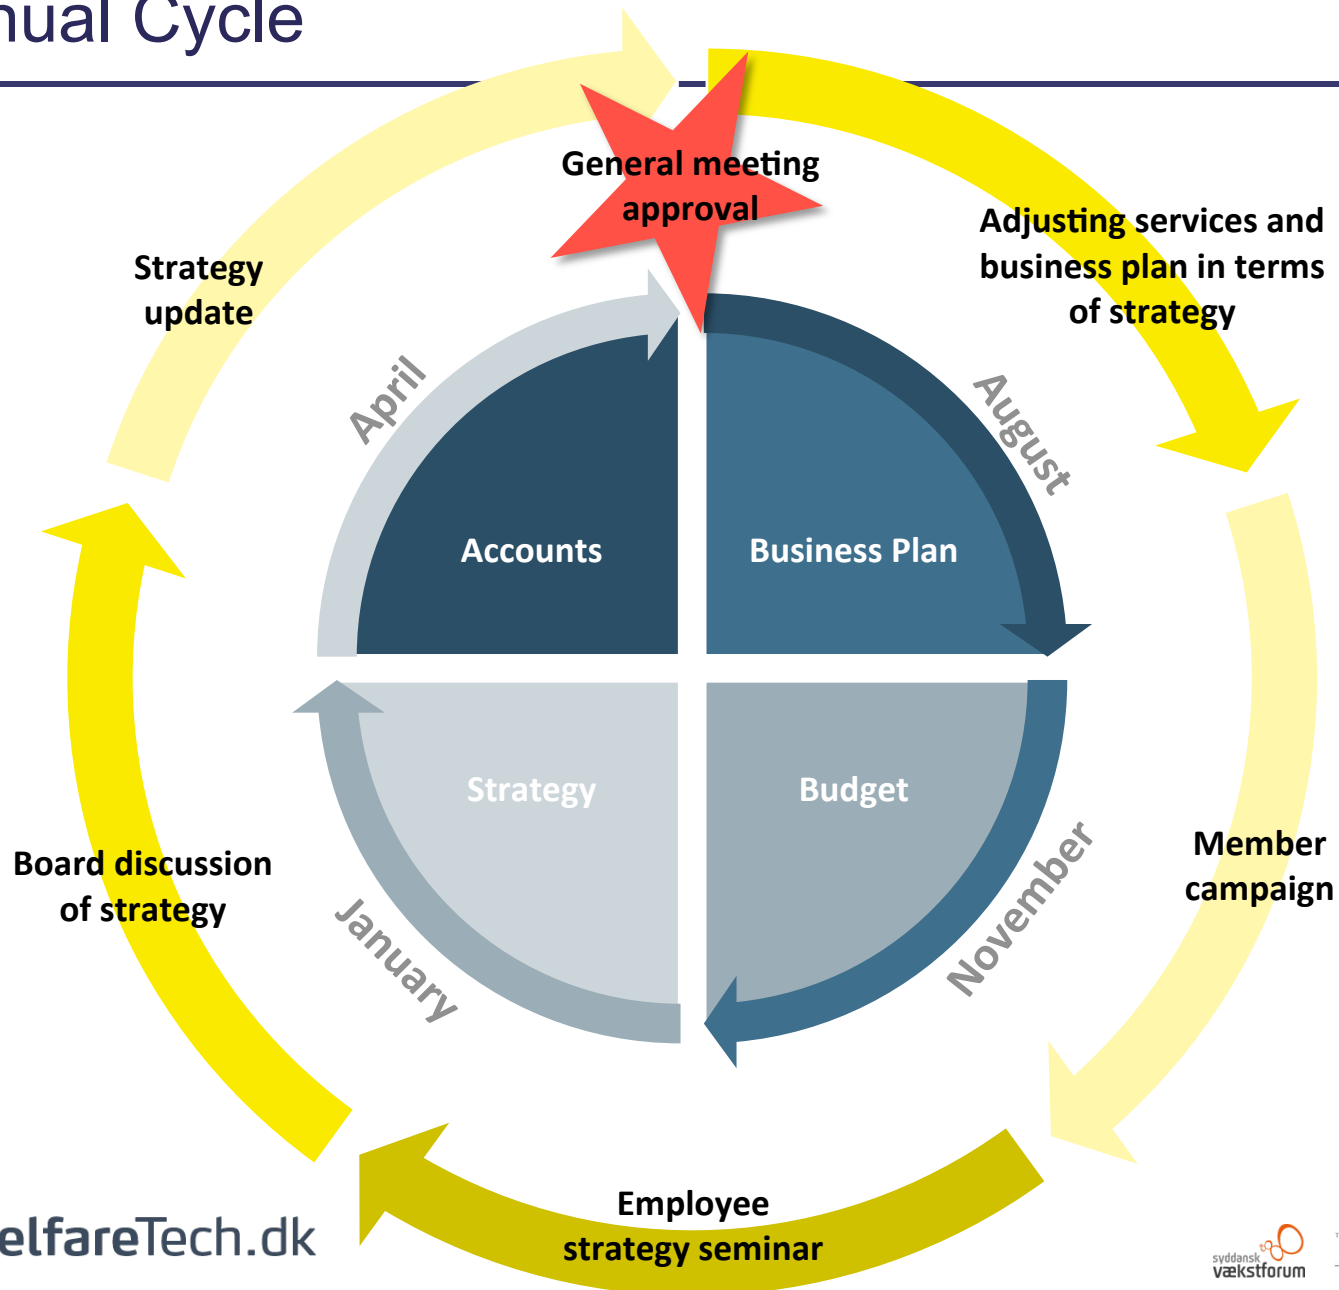 nual Cycle
General meeting
approval
Adjusting services and
business plan in terms
of strategy
Strategy
update
April
August
Accounts
Business Plan
Strategy
Budget
Member
campaign
Board discussion
of strategy
January
November
Employee
strategy seminar
elfareTech.dk
syddansk
vækstforum